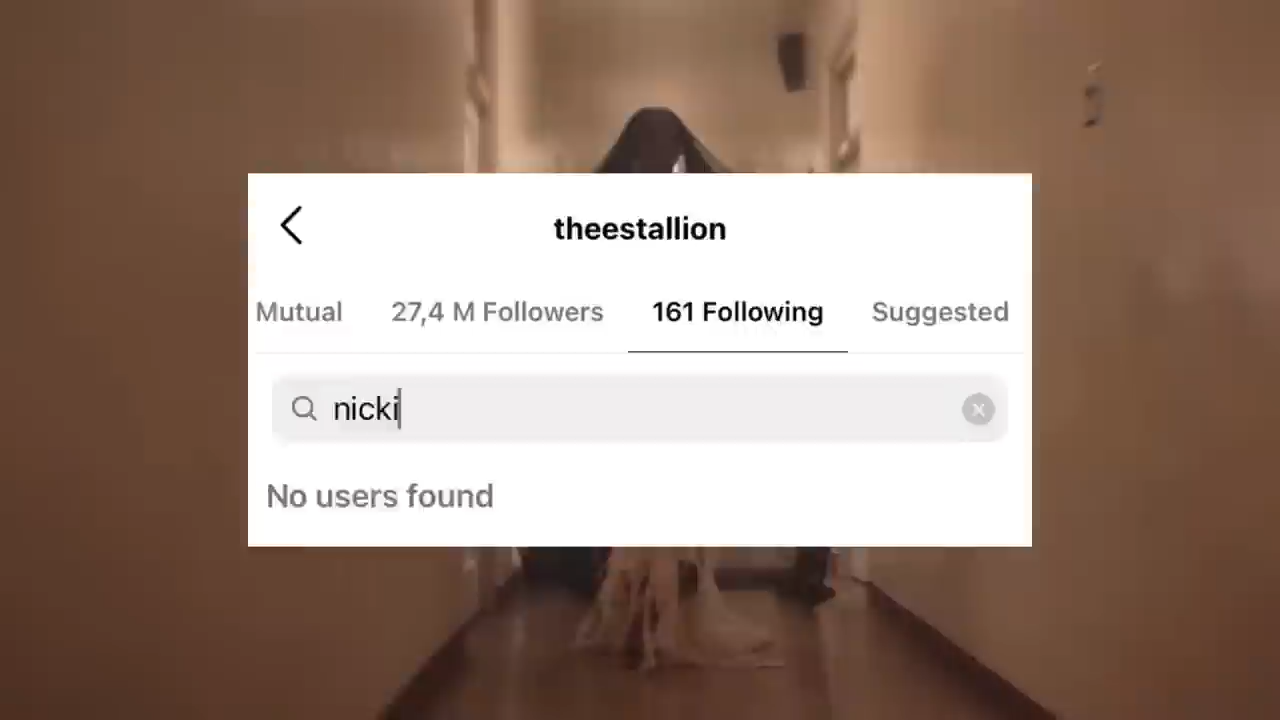 theestallion
Mutual 27,4 M Followers 161 Following Suggested
nicki
No users found